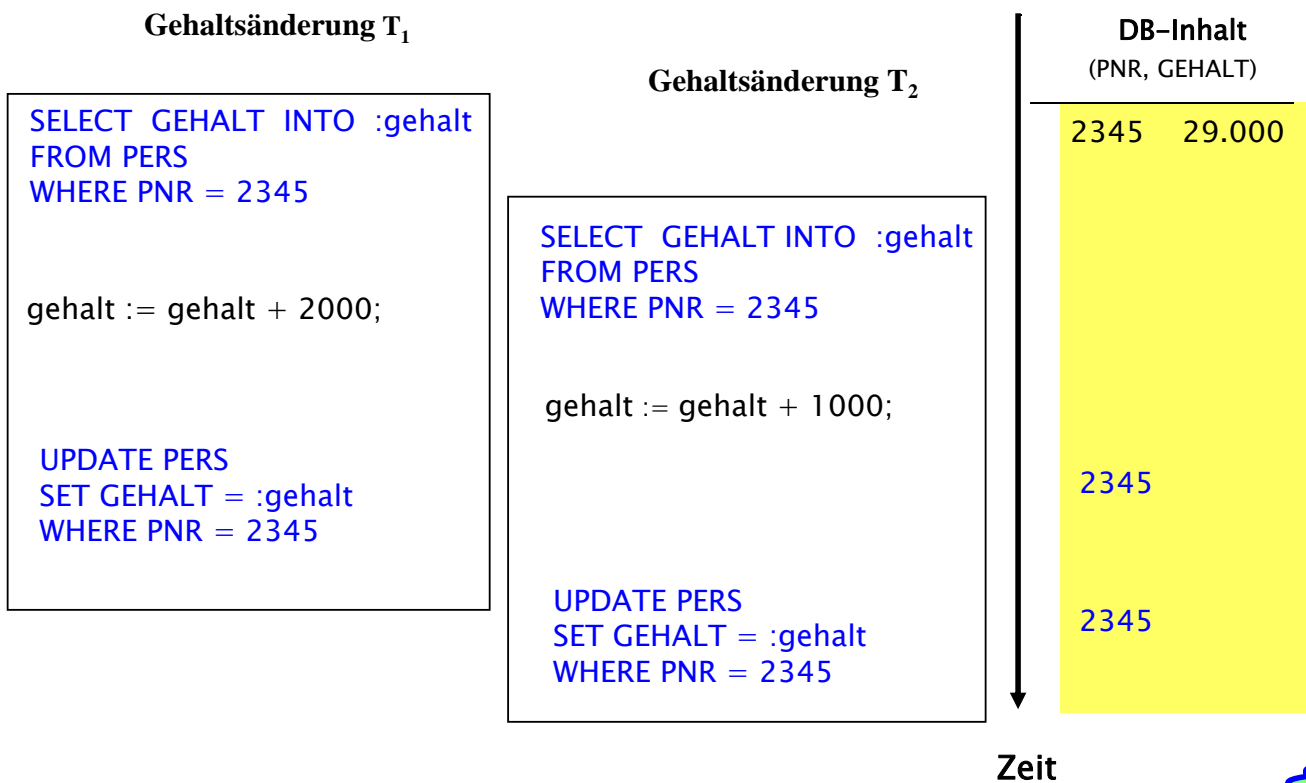 Gehaltsänderung T1
SELECT GEHALT INTO :gehalt
FROM PERS
WHERE PNR = 2345
gehalt := gehalt + 2000;
UPDATE PERS
SET GEHALT = :gehalt
WHERE PNR = 2345
Gehaltsänderung T2
SELECT GEHALT INTO :gehalt
FROM PERS
WHERE PNR = 2345
gehalt := gehalt + 1000;
UPDATE PERS
SET GEHALT = :gehalt
WHERE PNR = 2345
Zeit
DB-Inhalt
(PNR, GEHALT)
2345 29.000
2345
2345